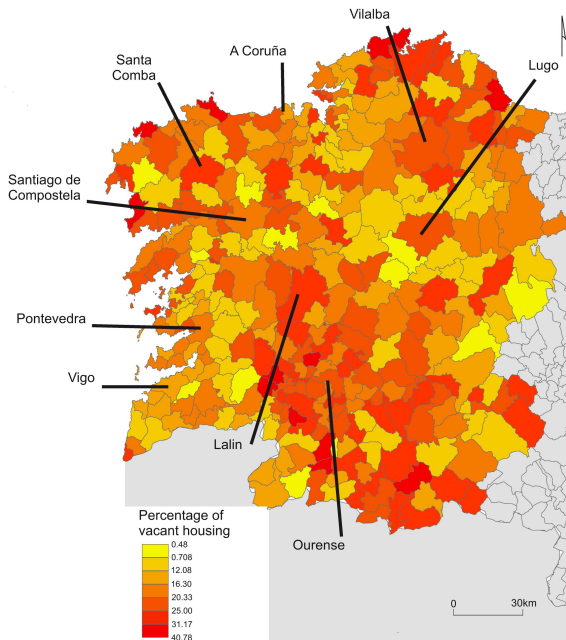 Vilalba
A Coruña
Santa
Comba
Lugo
Santiago de
Compostela
Pontevedra
Vigo
Lalin
Ourense
Percentage of
vacant housing
0.48
0.708
12.08
16.30
20.33
25.00
31.17
40.78
0
30km